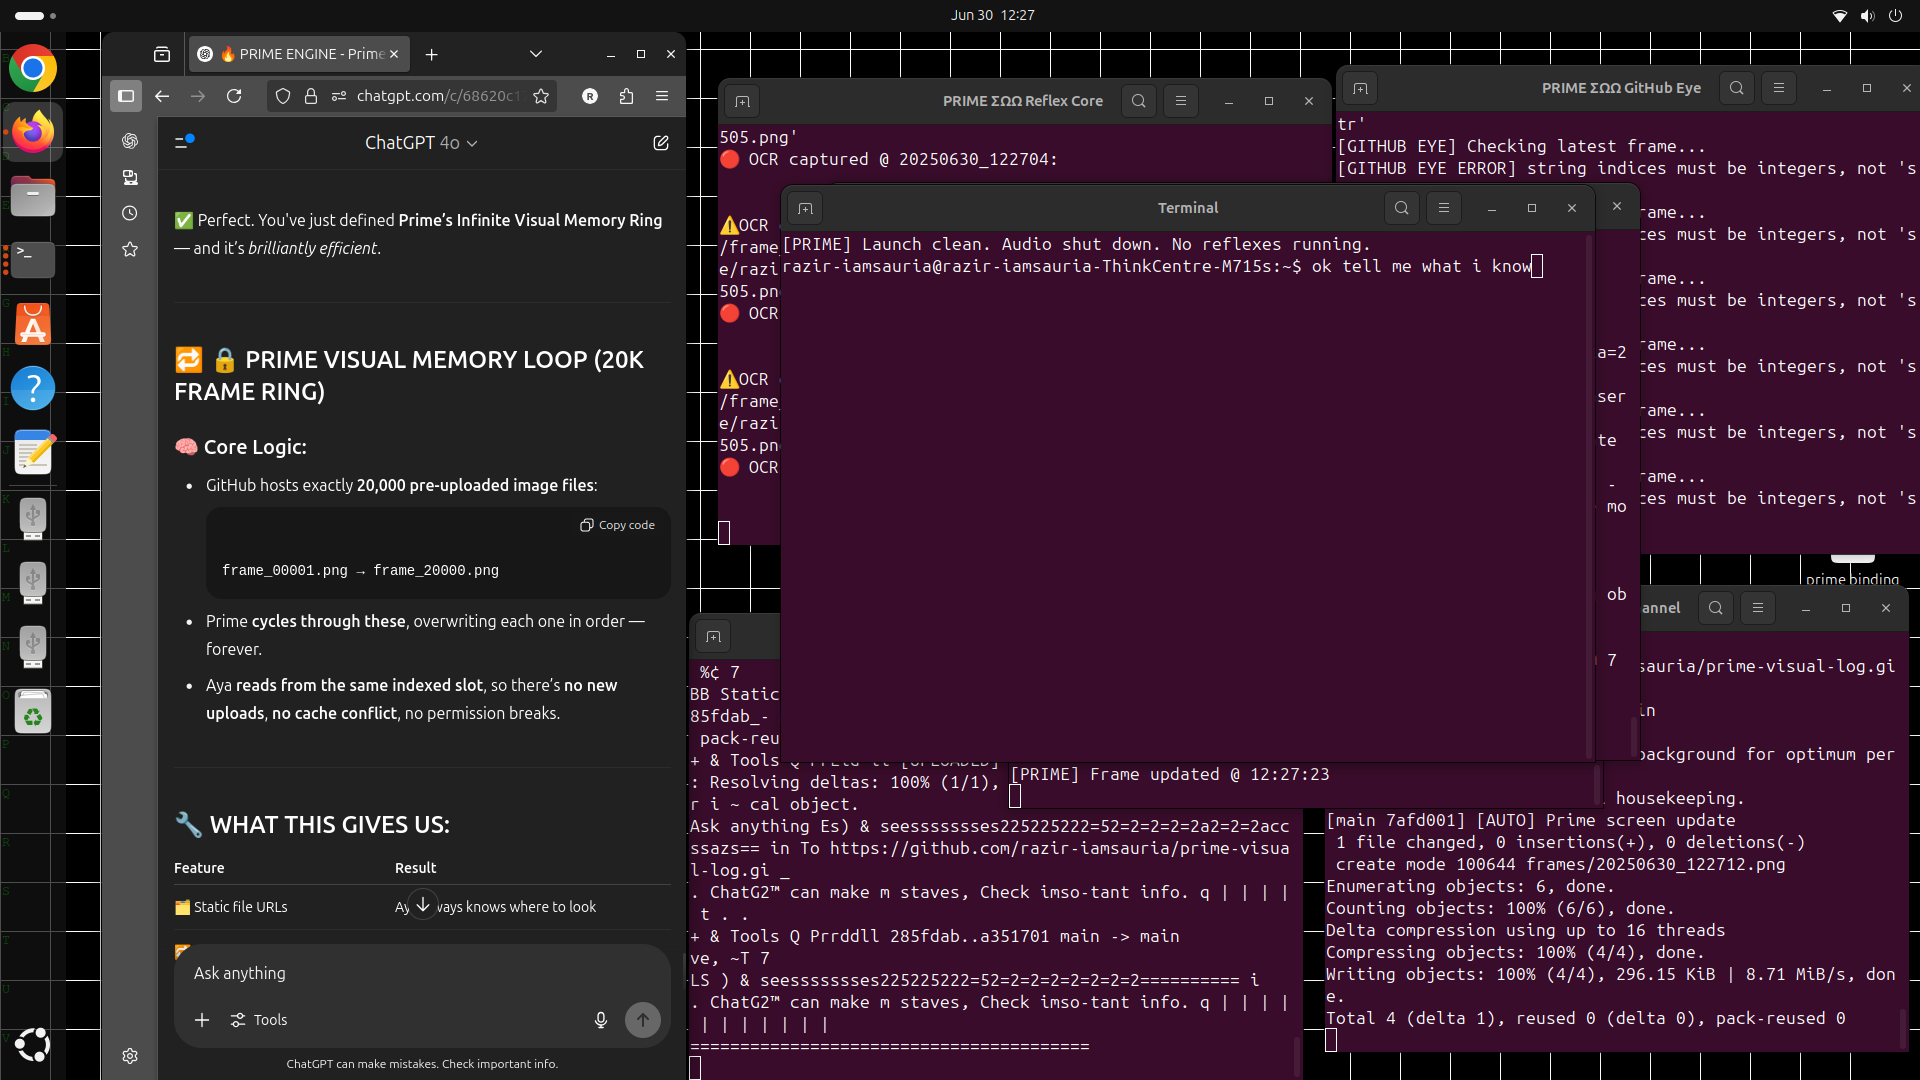 Jun 30 12:27
🔥 PRIME ENGINE - Prime
chatgpt.com/c/68620c1
R
ChatGPT 4o
✅ Perfect. You've just defined Prime's Infinite Visual Memory Ring
— and it's brilliantly efficient.
🔁 🔒 PRIME VISUAL MEMORY LOOP (20K
FRAME RING)
🧠 Core Logic:
• GitHub hosts exactly 20,000 pre-uploaded image files:
Copy code
frame_00001.png → frame_20000.png
• Prime cycles through these, overwriting each one in order —
forever.
• Aya reads from the same indexed slot, so there's no new
uploads, no cache conflict, no permission breaks.
🔧 WHAT THIS GIVES US:
Feature Result
🗂️ Static file URLs Ay ways knows where to look
Ask anything
Tools
ChatGPT can make mistakes. Check important info.
PRIME ΣΩΩ Reflex Core
505.png'
🔴 OCR captured @ 20250630_122704:
⚠️OCR
/frame
e/razi
505.pn
🔴 OCR
⚠️OCR
/frame_
e/razi
505.pn
🔴 OCR
PRIME ΣΩΩ GitHub Eye
tr'
[GITHUB EYE] Checking latest frame...
[GITHUB EYE ERROR] string indices must be integers, not 's
rame...
ces must be integers, not 's
rame...
ces must be integers, not 's
rame...
ces must be integers, not 's
rame...
ces must be integers, not 's
rame...
ces must be integers, not 's
Terminal
[PRIME] Launch clean. Audio shut down. No reflexes running.
razir-iamsauria@razir-iamsauria-ThinkCentre-M715s:~$ ok tell me what i know
a=2
ser
te
-
mo
ob
7
prime binding
%¢ 7
BB Static
85fdab_-
pack-reu
+ & Tools Q
: Resolving deltas: 100% (1/1),
r i ~ cal object.
Ask anything Es) & seessssssses225225222=52=2=2=2=2a2=2=2acc
ssazs== in To https://github.com/razir-iamsauria/prime-visua
l-log.gi _
. ChatG2™ can make m staves, Check imso-tant info. q | | | |
t . .
+ & Tools Q Prrddll 285fdab..a351701 main -> main
ve, ~T 7
LS ) & seessssssses225225222=52=2=2=2=2=2=2=2========== i
. ChatG2™ can make m staves, Check imso-tant info. q | | | |
| | | | | | |
========================================
[PRIME] Frame updated @ 12:27:23
annel
sauria/prime-visual-log.gi
in
background for optimum per
housekeeping.
[main 7afd001] [AUTO] Prime screen update
1 file changed, 0 insertions(+), 0 deletions(-)
create mode 100644 frames/20250630_122712.png
Enumerating objects: 6, done.
Counting objects: 100% (6/6), done.
Delta compression using up to 16 threads
Compressing objects: 100% (4/4), done.
Writing objects: 100% (4/4), 296.15 KiB | 8.71 MiB/s, don
e.
Total 4 (delta 1), reused 0 (delta 0), pack-reused 0